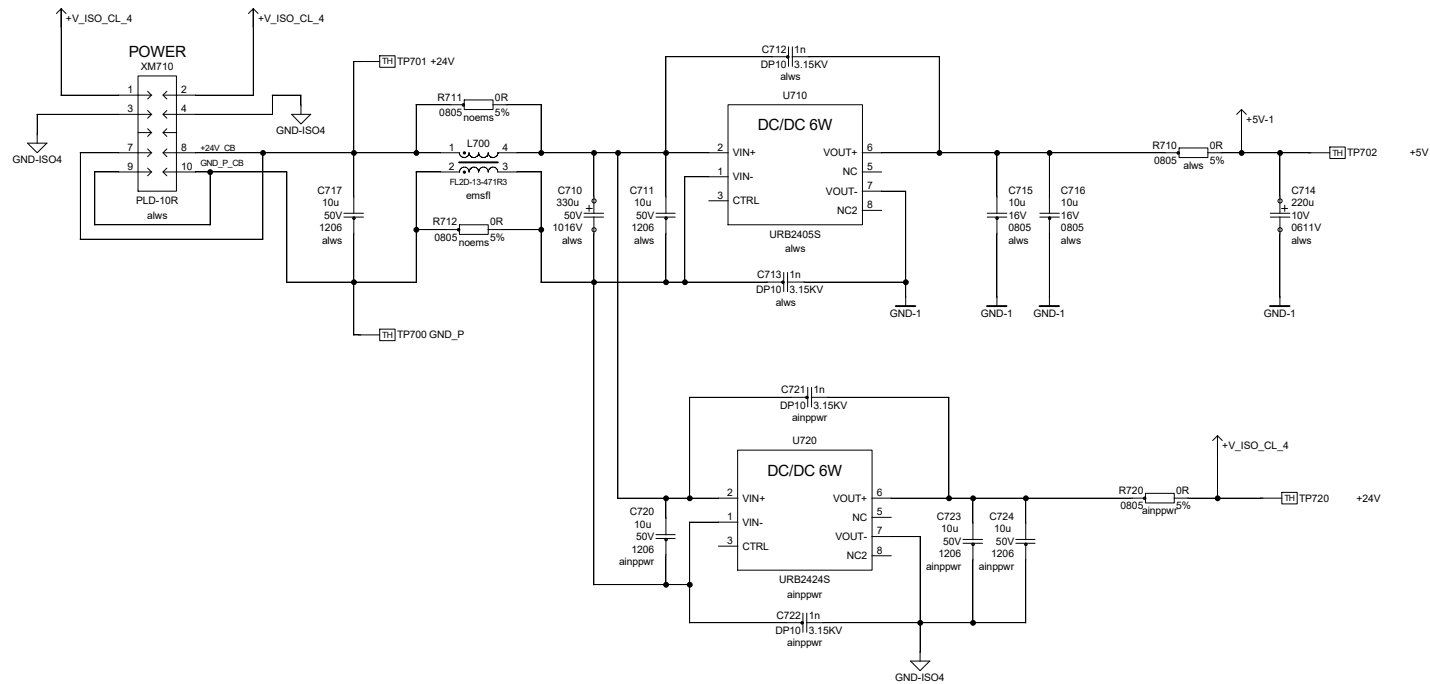 +V_ISO_CL_4
+V_ISO_CL_4
POWER
XM710
1
2
3
4
7
8
+24V_CB
9
10
GND_P_CB
PLD-10R
alws
GND-ISO4
GND-ISO4
TH TP701 +24V
C717
10u
50V
1206
alws
TH TP700 GND_P
R711 0R
0805 noems 5%
L700
1 4
2 3
FL2D-13-471R3
emsfl
R712 0R
0805 noems 5%
C710
330u
50V
1016V
alws
+
C711
10u
50V
1206
alws
C712 1n
DP10 3.15KV
alws
U710
DC/DC 6W
2 VIN+
1 VIN-
3 CTRL
VOUT+ 6
NC 5
VOUT- 7
NC2 8
URB2405S
alws
C713 1n
DP10 3.15KV
alws
GND-1
C715
10u
16V
0805
alws
GND-1
C716
10u
16V
0805
alws
GND-1
R710 0R
0805 alws 5%
+5V-1
TH TP702 +5V
C714
220u
10V
0611V
alws
+
GND-1
C721 1n
DP10 3.15KV
ainppwr
U720
DC/DC 6W
2 VIN+
1 VIN-
3 CTRL
VOUT+ 6
NC 5
VOUT- 7
NC2 8
URB2424S
ainppwr
C720
10u
50V
1206
ainppwr
C722 1n
DP10 3.15KV
ainppwr
GND-ISO4
C723
10u
50V
1206
ainppwr
C724
10u
50V
1206
ainppwr
R720 0R
0805 ainppwr 5%
+V_ISO_CL_4
TH TP720 +24V